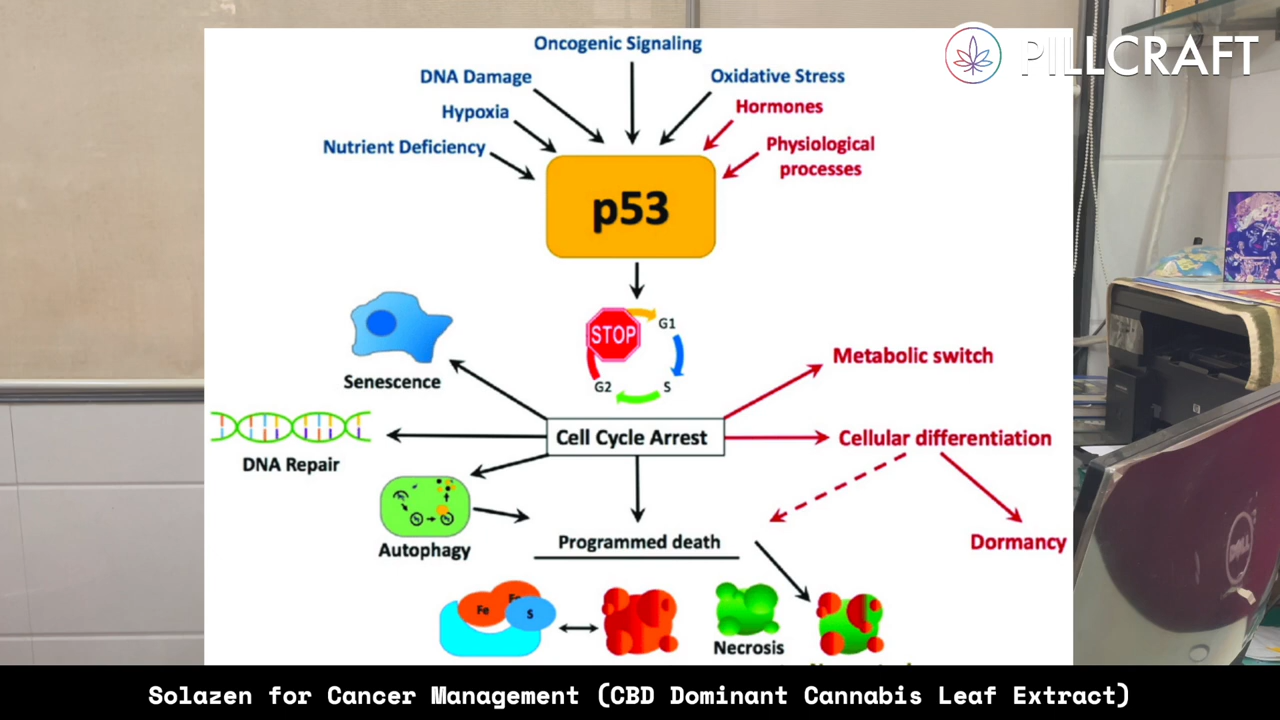 PILLCRAFT
Oncogenic Signaling
DNA Damage
Oxidative Stress
Hypoxia
Hormones
Nutrient Deficiency
Physiological
processes
p53
STOP
G1
G2
S
Senescence
Metabolic switch
Cell Cycle Arrest
Cellular differentiation
DNA Repair
Autophagy
Programmed death
Dormancy
Fe
S
Necrosis
DELL
Solazen for Cancer Management (CBD Dominant Cannabis Leaf Extract)